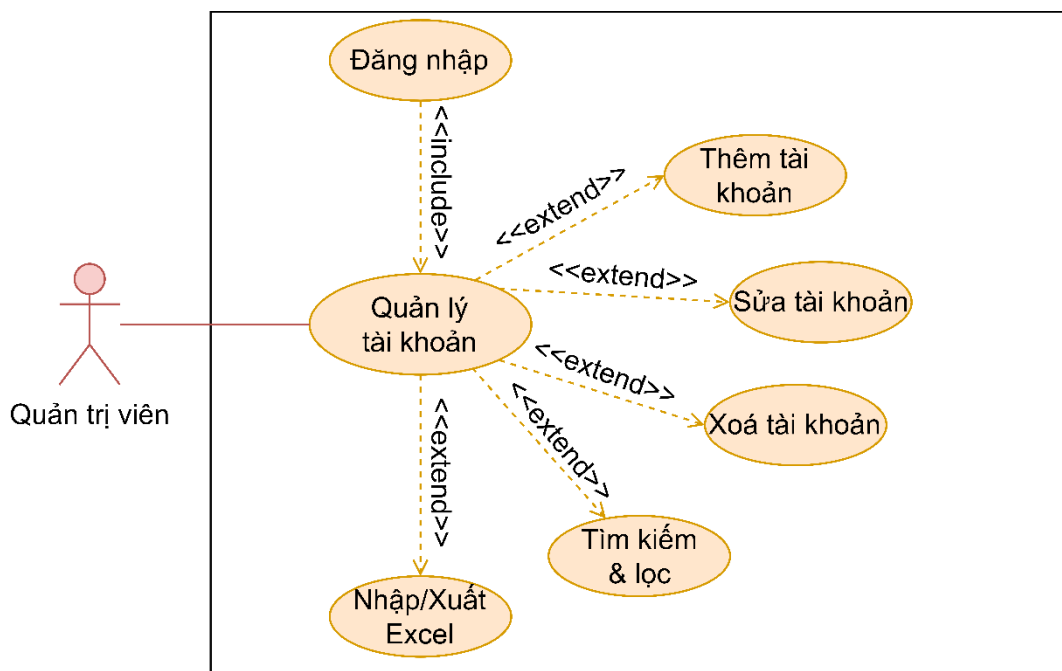 Đăng nhập
<<include>>
Thêm tài
khoản
<<extend>>
<<extend>>
Sửa tài khoản
Quản lý
tài khoản
<<extend>>
Xoá tài khoản
Quản trị viên
<<extend>>
<<extend>>
Tìm kiếm
& lọc
Nhập/Xuất
Excel